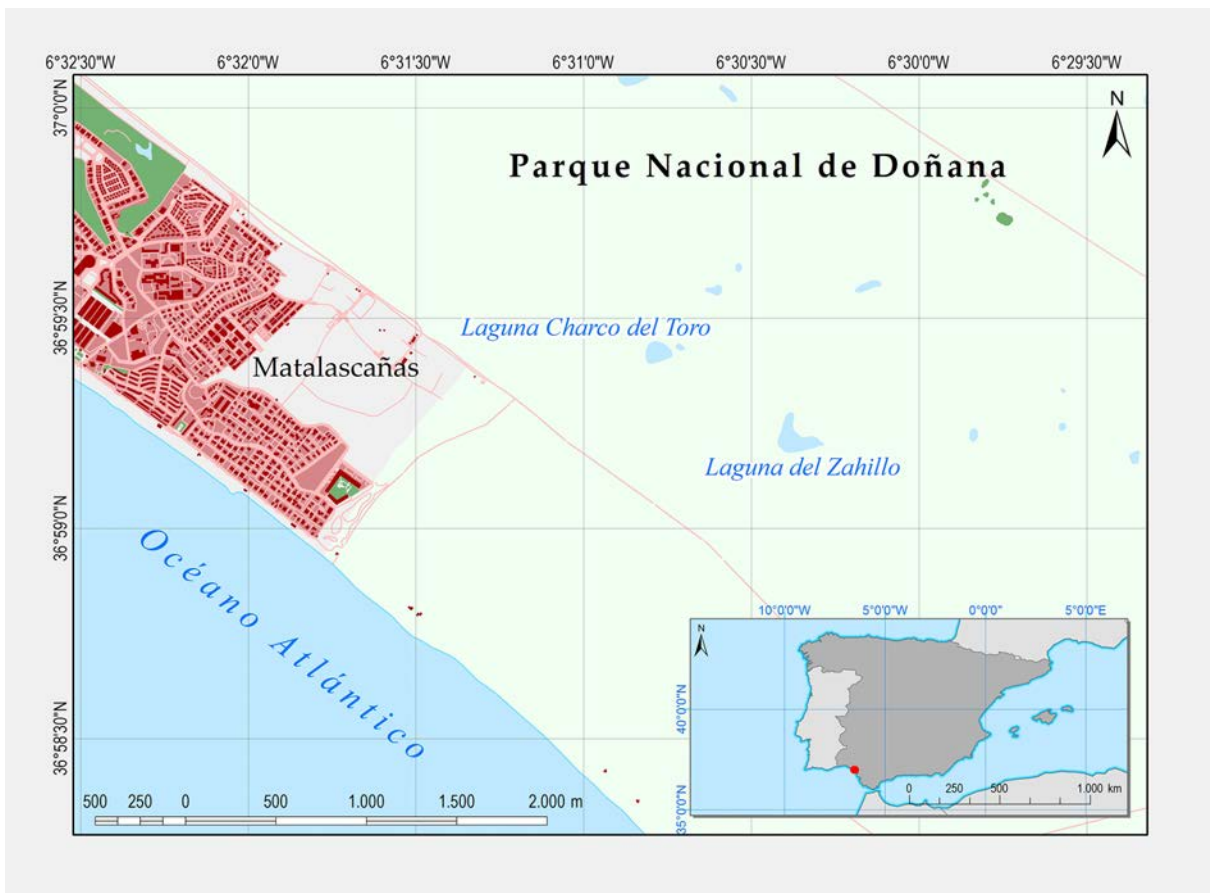 6°32'30"W 6°32'0"W 6°31'30"W 6°31'0"W 6°30'30"W 6°30'0"W 6°29'30"W
37°0'0"N
N
Parque Nacional de Doñana
36°59'30"N
Laguna Charco del Toro
Matalascañas
Laguna del Zahillo
36°59'0"N
Océano Atlántico
36°58'30"N
500 250 0 500 1.000 1.500 2.000 m
10°0'0"W 5°0'0"W 0°0'0" 5°0'0"E
N
40°0'0"N
35°0'0"N
0 250 500 1.000 km